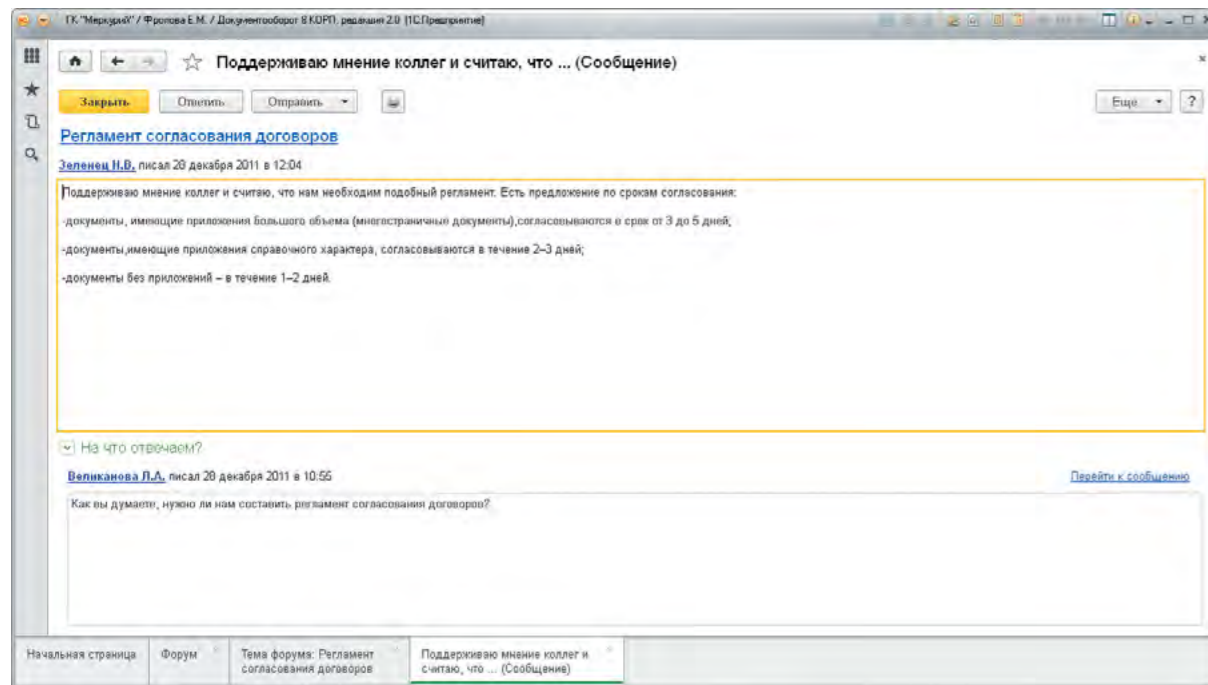 ГК "Меркурий" / Фролова Е.М. / Документооборот 8 КОРП, редакция 2.0 (1С:Предприятие)
Поддерживаю мнение коллег и считаю, что ... (Сообщение)
Закрыть Ответить Отправить Еще ?
Регламент согласования договоров
Зеленец Н.В. писал 28 декабря 2011 в 12:04
Поддерживаю мнение коллег и считаю, что нам необходим подобный регламент. Есть предложение по срокам согласования:
-документы, имеющие приложения большого объема (многостраничные документы),согласовываются в срок от 3 до 5 дней;
-документы,имеющие приложения справочного характера, согласовываются в течение 2–3 дней;
-документы без приложений – в течение 1–2 дней.
На что отвечаем?
Великанова Л.А. писал 28 декабря 2011 в 10:55 Перейти к сообщению
Как вы думаете, нужно ли нам составить регламент согласования договоров?
Начальная страница Форум Тема форума: Регламент согласования договоров Поддерживаю мнение коллег и считаю, что ... (Сообщение)